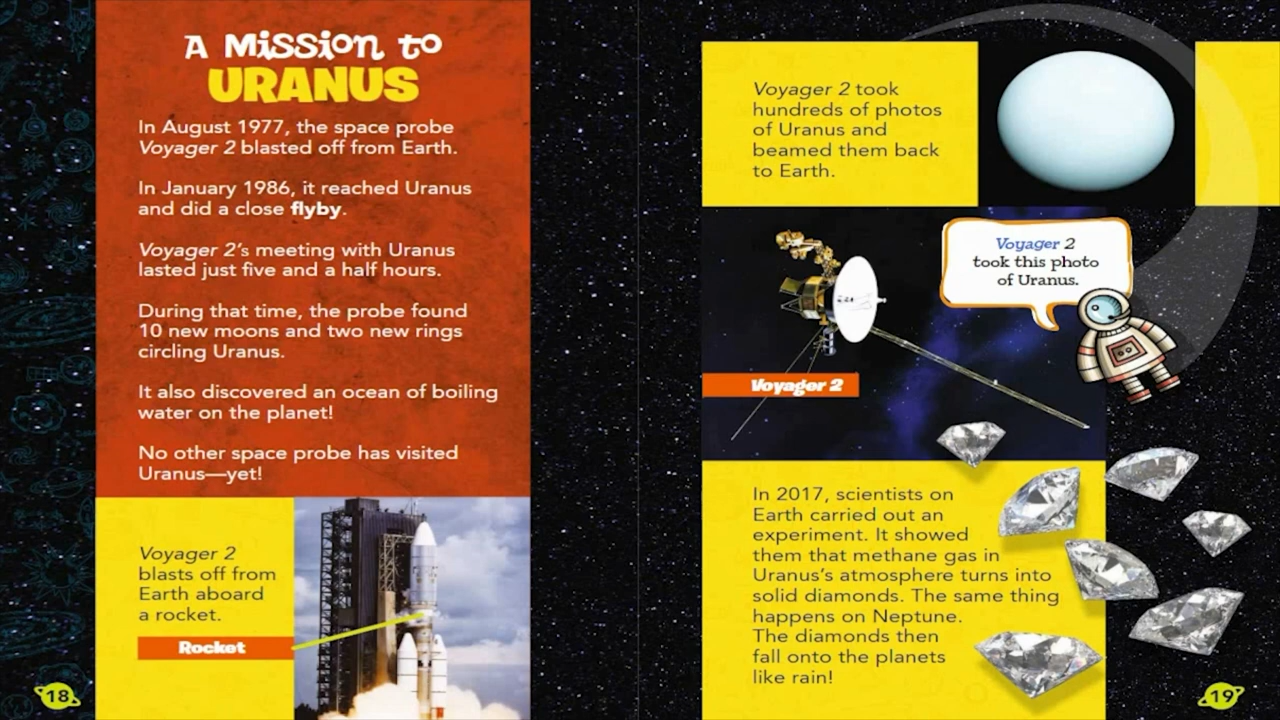 A Mission to
URANUS
In August 1977, the space probe
Voyager 2 blasted off from Earth.
In January 1986, it reached Uranus
and did a close flyby.
Voyager 2's meeting with Uranus
lasted just five and a half hours.
During that time, the probe found
10 new moons and two new rings
circling Uranus.
It also discovered an ocean of boiling
water on the planet!
No other space probe has visited
Uranus—yet!
Voyager 2
blasts off from
Earth aboard
a rocket.
Rocket
18
Voyager 2 took
hundreds of photos
of Uranus and
beamed them back
to Earth.
Voyager 2
took this photo
of Uranus.
Voyager 2
In 2017, scientists on
Earth carried out an
experiment. It showed
them that methane gas in
Uranus's atmosphere turns into
solid diamonds. The same thing
happens on Neptune.
The diamonds then
fall onto the planets
like rain!
19